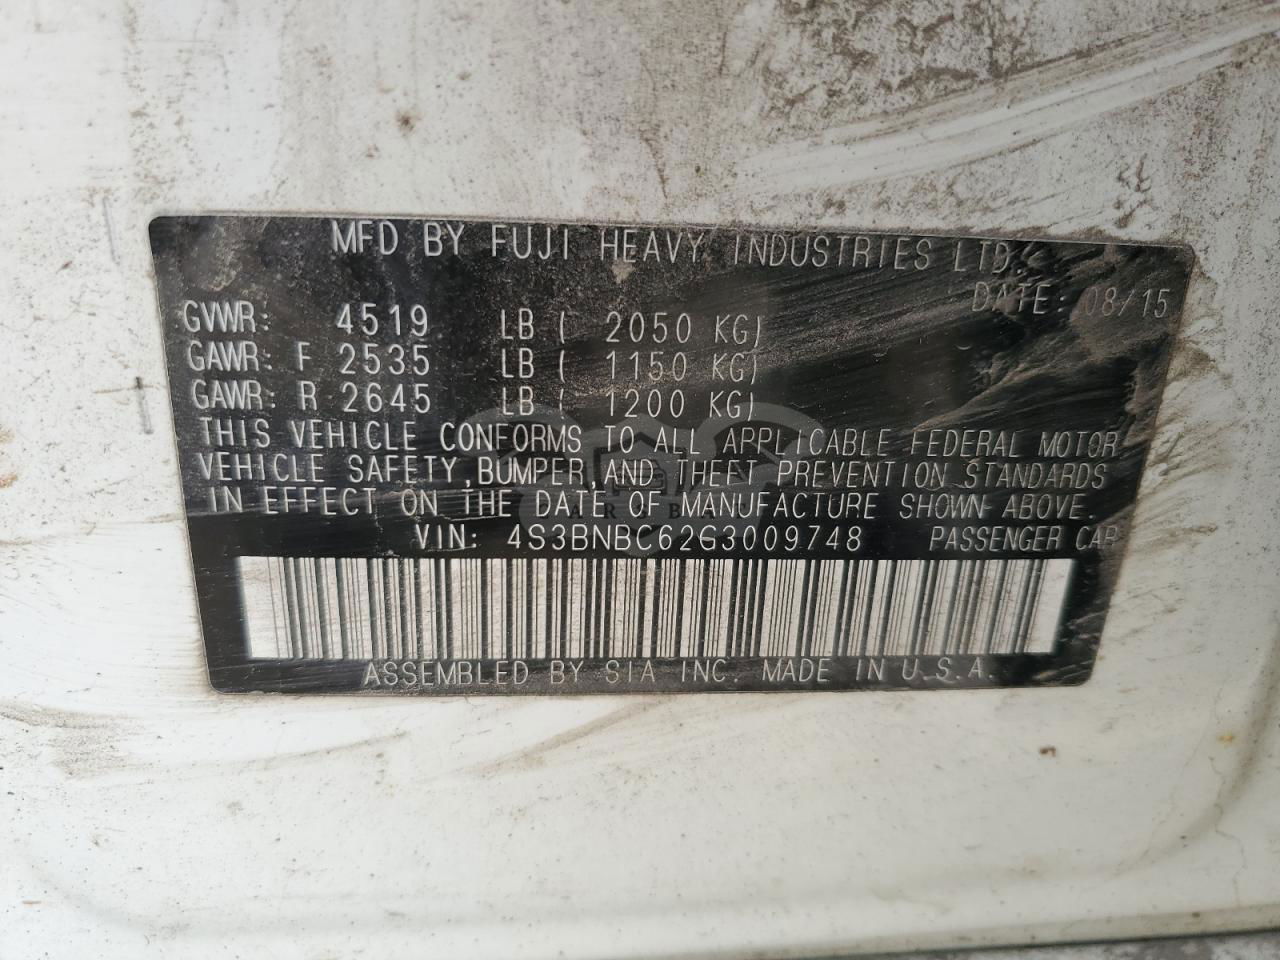 MFD BY FUJI HEAVY INDUSTRIES LTD.
DATE: 08/15
GVWR: 4519 LB ( 2050 KG)
GAWR: F 2535 LB ( 1150 KG)
GAWR: R 2645 LB ( 1200 KG)
THIS VEHICLE CONFORMS TO ALL APPLICABLE FEDERAL MOTOR
VEHICLE SAFETY,BUMPER,AND THEFT PREVENTION STANDARDS
IN EFFECT ON THE DATE OF MANUFACTURE SHOWN ABOVE.
VIN: 4S3BNBC62G3009748 PASSENGER CAR
ASSEMBLED BY SIA INC. MADE IN U.S.A.